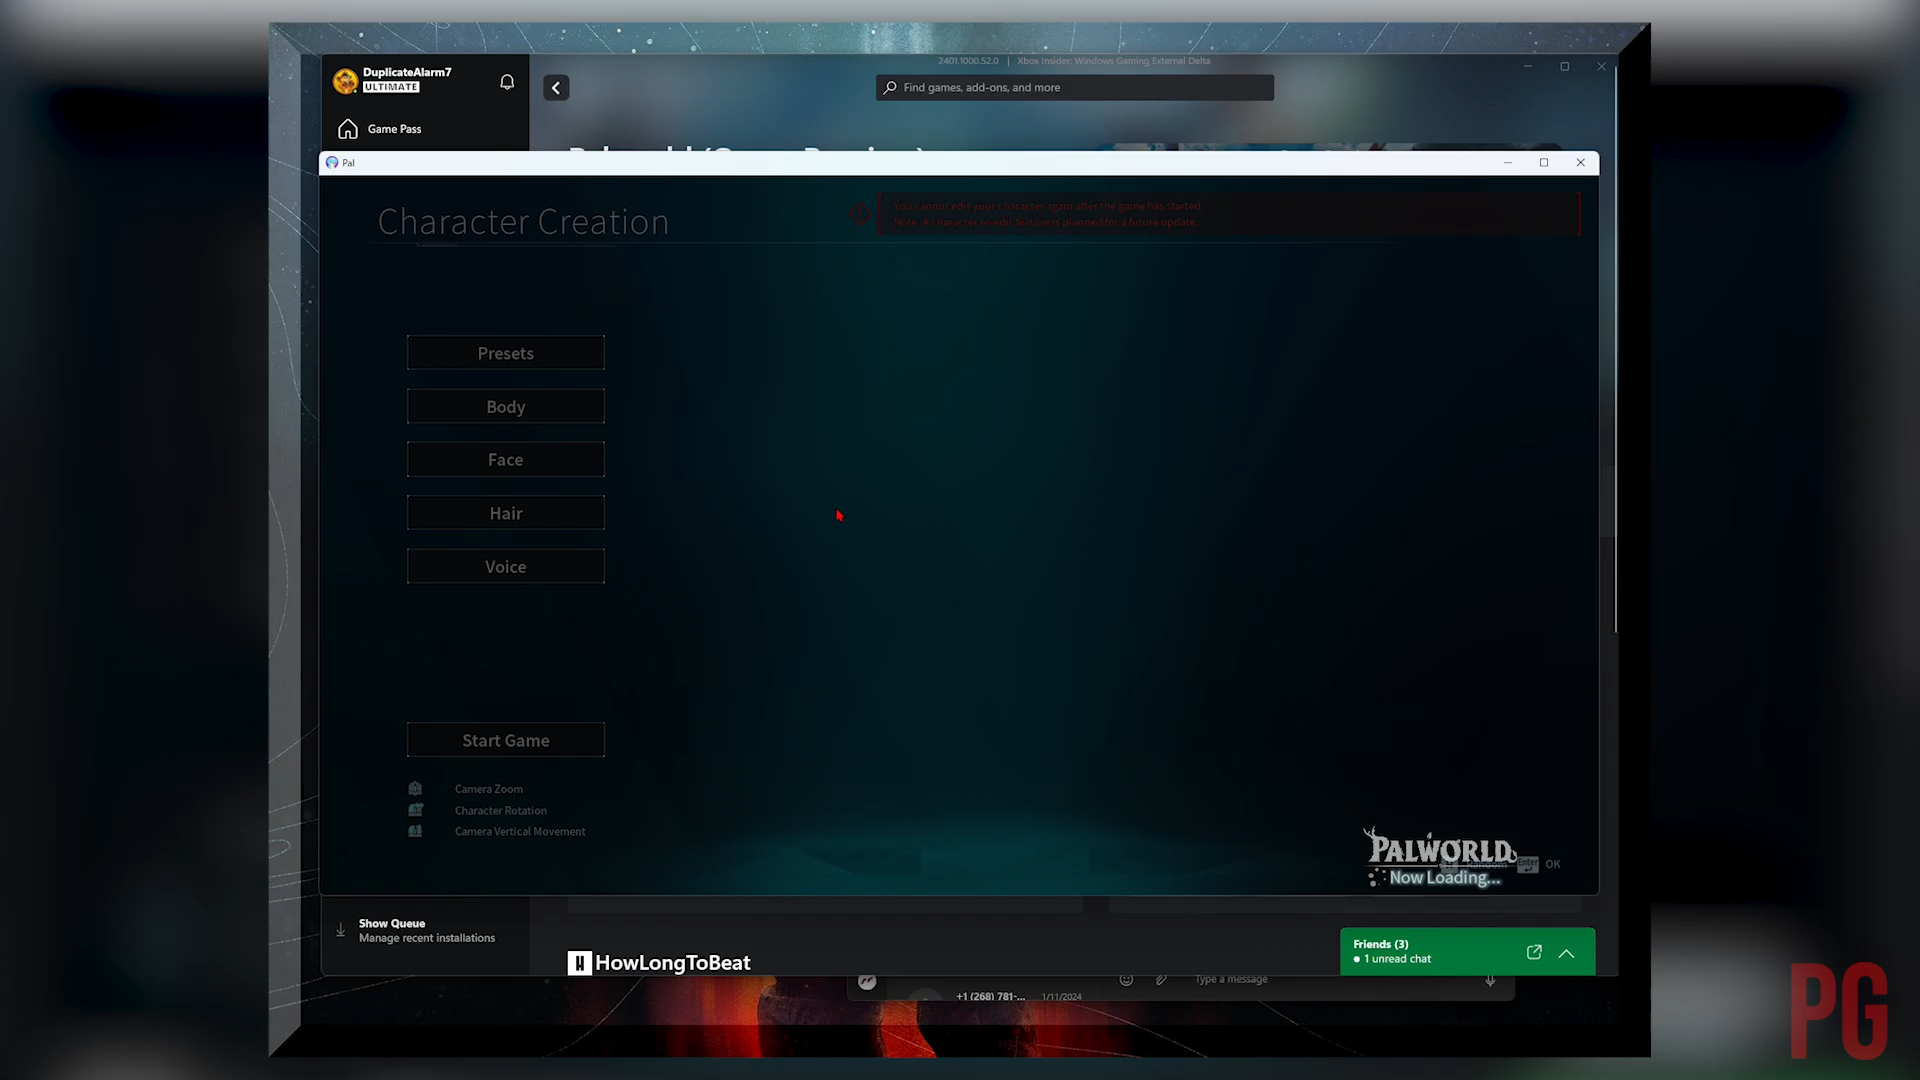 2401.1000.52.0 | Xbox Insider: Windows Gaming External Delta
DuplicateAlarm7
ULTIMATE
Find games, add-ons, and more
Game Pass
Pal
Character Creation
You cannot edit your character again after the game has started.
Note: A character re-edit feature is planned for a future update.
Presets
Body
Face
Hair
Voice
Start Game
Camera Zoom
Character Rotation
Camera Vertical Movement
PALWORLD
Random
Enter
OK
Now Loading...
Show Queue
Manage recent installations
HowLongToBeat
Friends (3)
1 unread chat
Type a message
+1 (268) 781-...
1/11/2024
PG